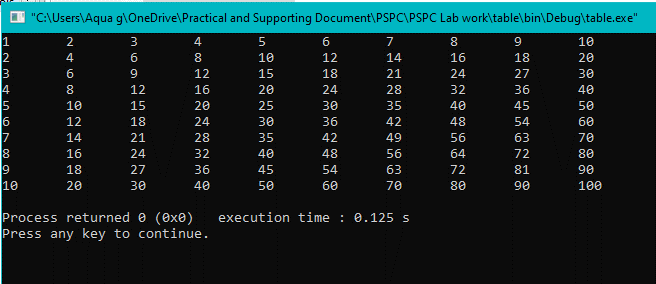 "C:\Users\Aqua g\OneDrive\Practical and Supporting Document\PSPC\PSPC Lab work\table\bin\Debug\table.exe"
1 2 3 4 5 6 7 8 9 10
2 4 6 8 10 12 14 16 18 20
3 6 9 12 15 18 21 24 27 30
4 8 12 16 20 24 28 32 36 40
5 10 15 20 25 30 35 40 45 50
6 12 18 24 30 36 42 48 54 60
7 14 21 28 35 42 49 56 63 70
8 16 24 32 40 48 56 64 72 80
9 18 27 36 45 54 63 72 81 90
10 20 30 40 50 60 70 80 90 100
Process returned 0 (0x0)   execution time : 0.125 s
Press any key to continue.